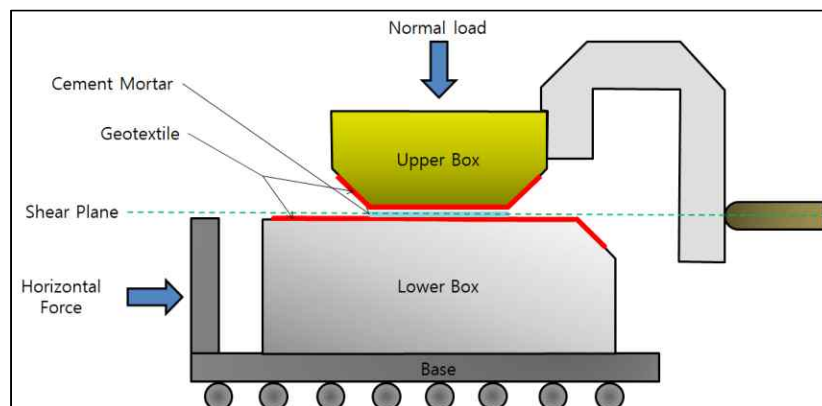 Normal load
Cement Mortar
Geotextile
Upper Box
Shear Plane
Horizontal
Force
Lower Box
Base